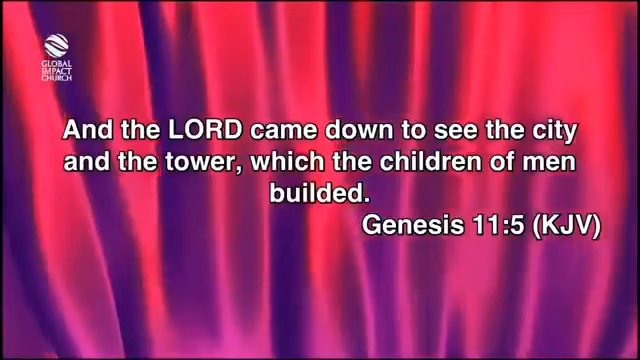 GLOBAL
IMPACT
CHURCH
And the LORD came down to see the city
and the tower, which the children of men
builded.
Genesis 11:5 (KJV)